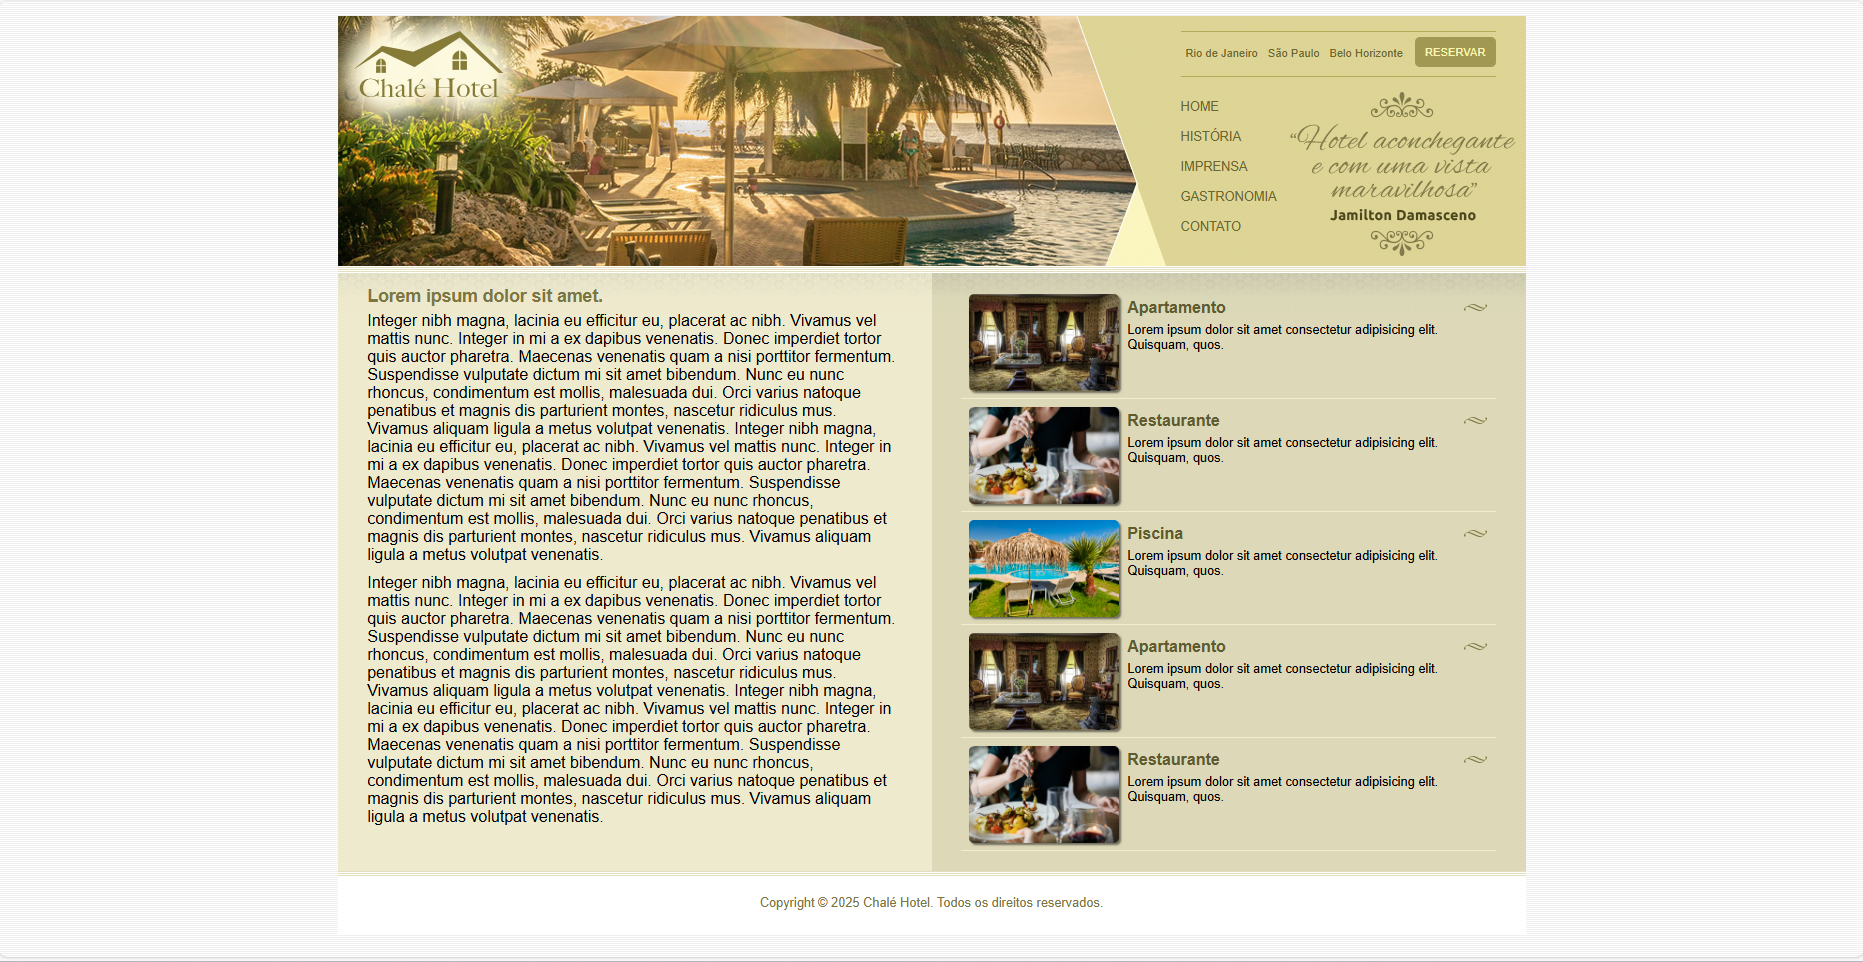 Chalé Hotel
Rio de Janeiro São Paulo Belo Horizonte RESERVAR
HOME
HISTÓRIA
IMPRENSA
GASTRONOMIA
CONTATO
“Hotel aconchegante
e com uma vista
maravilhosa”
Jamilton Damasceno
Lorem ipsum dolor sit amet.
Integer nibh magna, lacinia eu efficitur eu, placerat ac nibh. Vivamus vel
mattis nunc. Integer in mi a ex dapibus venenatis. Donec imperdiet tortor
quis auctor pharetra. Maecenas venenatis quam a nisi porttitor fermentum.
Suspendisse vulputate dictum mi sit amet bibendum. Nunc eu nunc
rhoncus, condimentum est mollis, malesuada dui. Orci varius natoque
penatibus et magnis dis parturient montes, nascetur ridiculus mus.
Vivamus aliquam ligula a metus volutpat venenatis. Integer nibh magna,
lacinia eu efficitur eu, placerat ac nibh. Vivamus vel mattis nunc. Integer in
mi a ex dapibus venenatis. Donec imperdiet tortor quis auctor pharetra.
Maecenas venenatis quam a nisi porttitor fermentum. Suspendisse
vulputate dictum mi sit amet bibendum. Nunc eu nunc rhoncus,
condimentum est mollis, malesuada dui. Orci varius natoque penatibus et
magnis dis parturient montes, nascetur ridiculus mus. Vivamus aliquam
ligula a metus volutpat venenatis.
Integer nibh magna, lacinia eu efficitur eu, placerat ac nibh. Vivamus vel
mattis nunc. Integer in mi a ex dapibus venenatis. Donec imperdiet tortor
quis auctor pharetra. Maecenas venenatis quam a nisi porttitor fermentum.
Suspendisse vulputate dictum mi sit amet bibendum. Nunc eu nunc
rhoncus, condimentum est mollis, malesuada dui. Orci varius natoque
penatibus et magnis dis parturient montes, nascetur ridiculus mus.
Vivamus aliquam ligula a metus volutpat venenatis. Integer nibh magna,
lacinia eu efficitur eu, placerat ac nibh. Vivamus vel mattis nunc. Integer in
mi a ex dapibus venenatis. Donec imperdiet tortor quis auctor pharetra.
Maecenas venenatis quam a nisi porttitor fermentum. Suspendisse
vulputate dictum mi sit amet bibendum. Nunc eu nunc rhoncus,
condimentum est mollis, malesuada dui. Orci varius natoque penatibus et
magnis dis parturient montes, nascetur ridiculus mus. Vivamus aliquam
ligula a metus volutpat venenatis.
Apartamento
Lorem ipsum dolor sit amet consectetur adipisicing elit.
Quisquam, quos.
Restaurante
Lorem ipsum dolor sit amet consectetur adipisicing elit.
Quisquam, quos.
Piscina
Lorem ipsum dolor sit amet consectetur adipisicing elit.
Quisquam, quos.
Apartamento
Lorem ipsum dolor sit amet consectetur adipisicing elit.
Quisquam, quos.
Restaurante
Lorem ipsum dolor sit amet consectetur adipisicing elit.
Quisquam, quos.
Copyright © 2025 Chalé Hotel. Todos os direitos reservados.